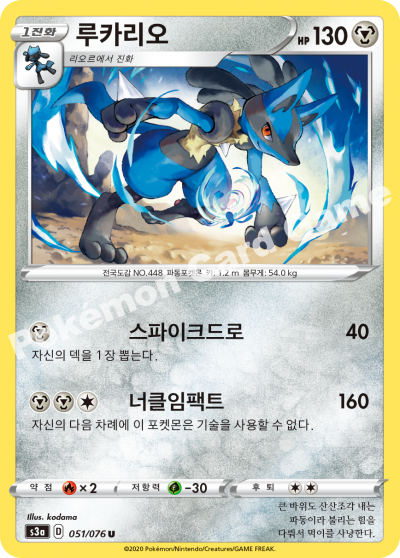 1진화
루카리오
HP 130
리오르에서 진화
전국도감 NO.448 파동포켓몬 키: 1.2 m 몸무게: 54.0 kg
Pokémon Card Game
스파이크드로 40
자신의 덱을 1장 뽑는다.
너클임팩트 160
자신의 다음 차례에 이 포켓몬은 기술을 사용할 수 없다.
약점 ×2 저항력 -30 후퇴
Illus. kodama
s3a D 051/076 U
큰 바위도 산산조각 내는
파동이라 불리는 힘을
다뤄서 먹이를 사냥한다.
©2020 Pokémon/Nintendo/Creatures/GAME FREAK.